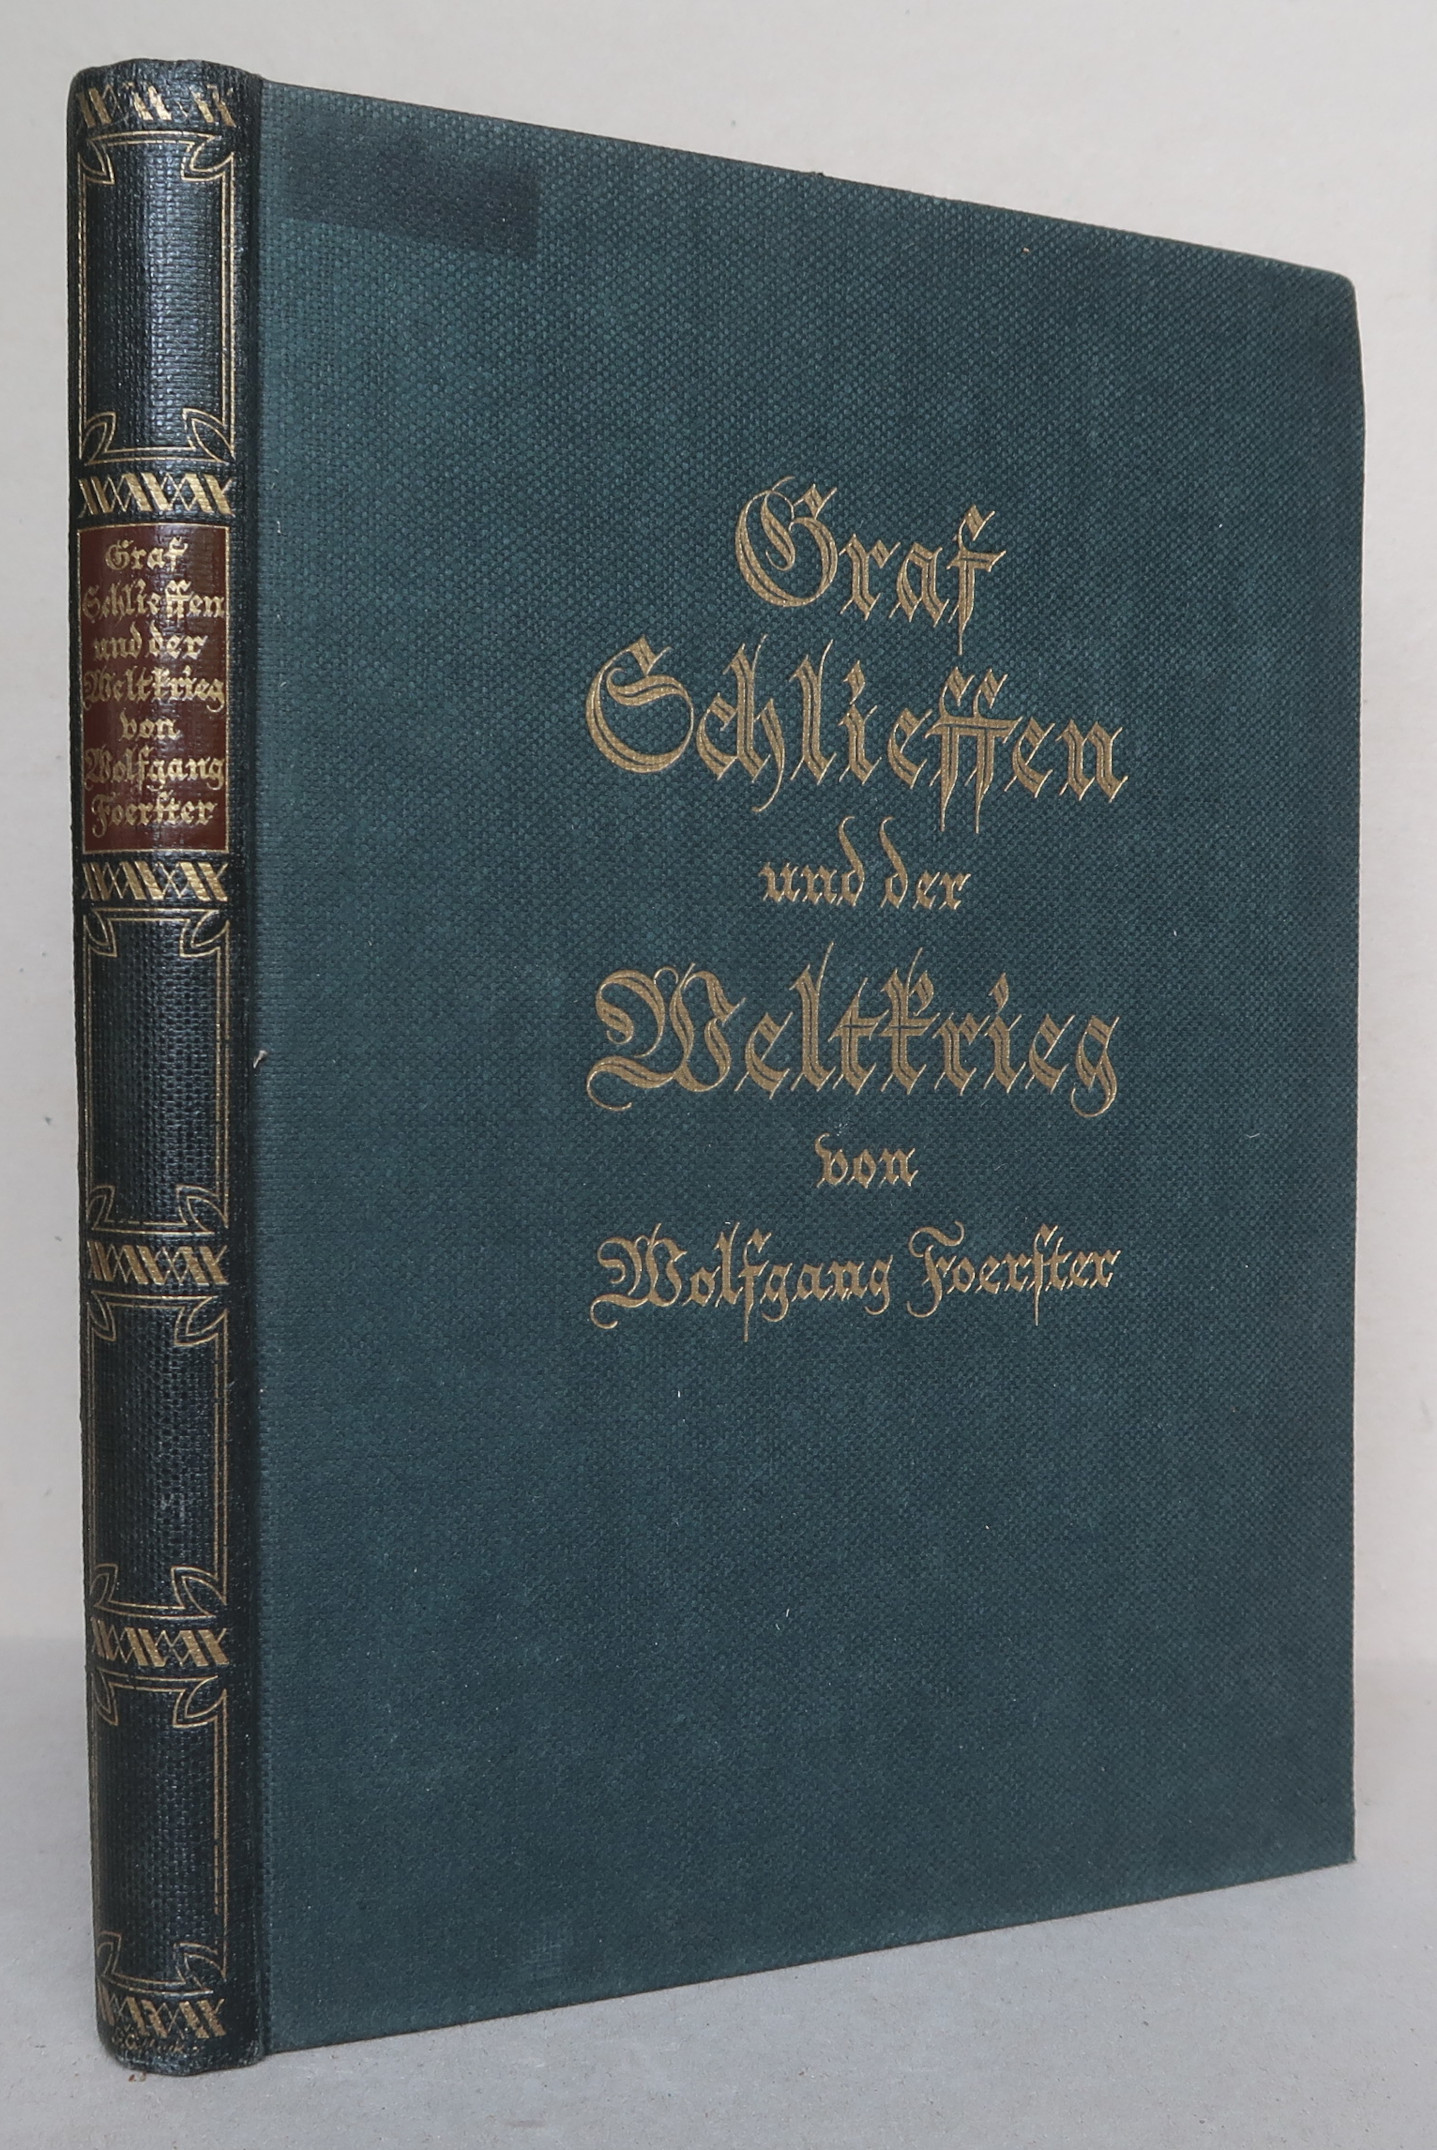 Graf
Schlieffen
und der
Weltkrieg
von
Wolfgang
Foerſter
Graf
Schlieffen
und der
Weltkrieg
von
Wolfgang Foerſter